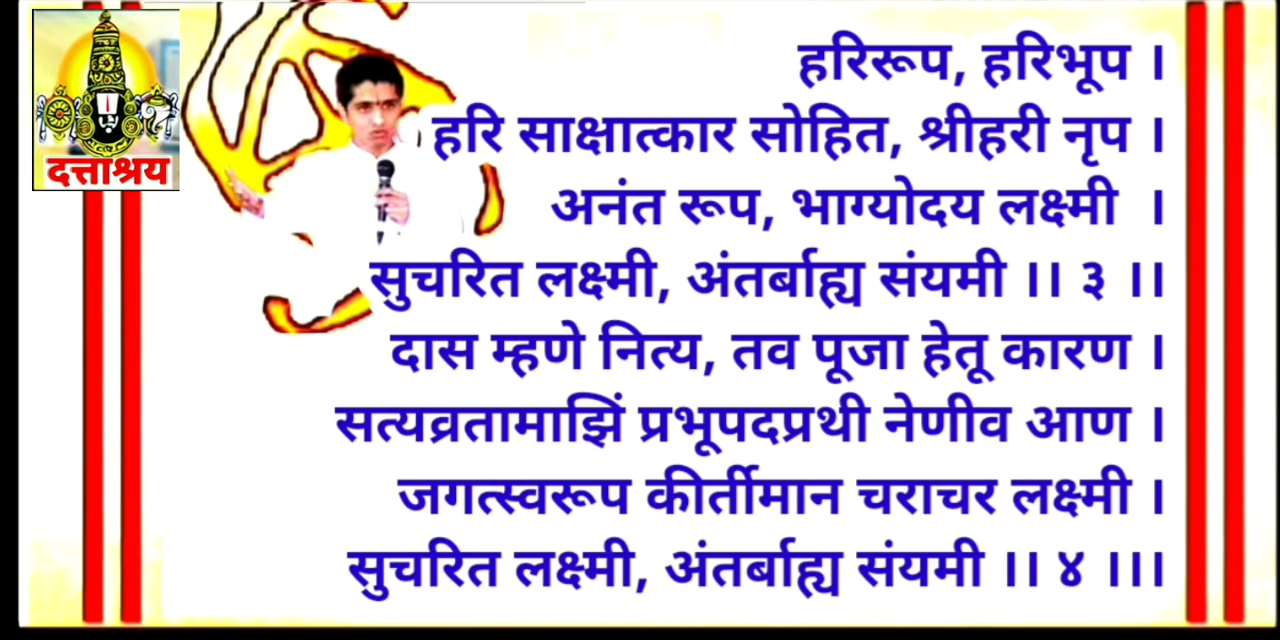 दत्ताश्रय
हरिरूप, हरिभूप ।
हरि साक्षात्कार सोहित, श्रीहरी नृप ।
अनंत रूप, भाग्योदय लक्ष्मी ।
सुचरित लक्ष्मी, अंतर्बाह्य संयमी ।। ३ ।।
दास म्हणे नित्य, तव पूजा हेतू कारण ।
सत्यव्रतामाझिं प्रभूपदप्रथी नेणीव आण ।
जगत्स्वरूप कीर्तीमान चराचर लक्ष्मी ।
सुचरित लक्ष्मी, अंतर्बाह्य संयमी ।। ४ ।।।